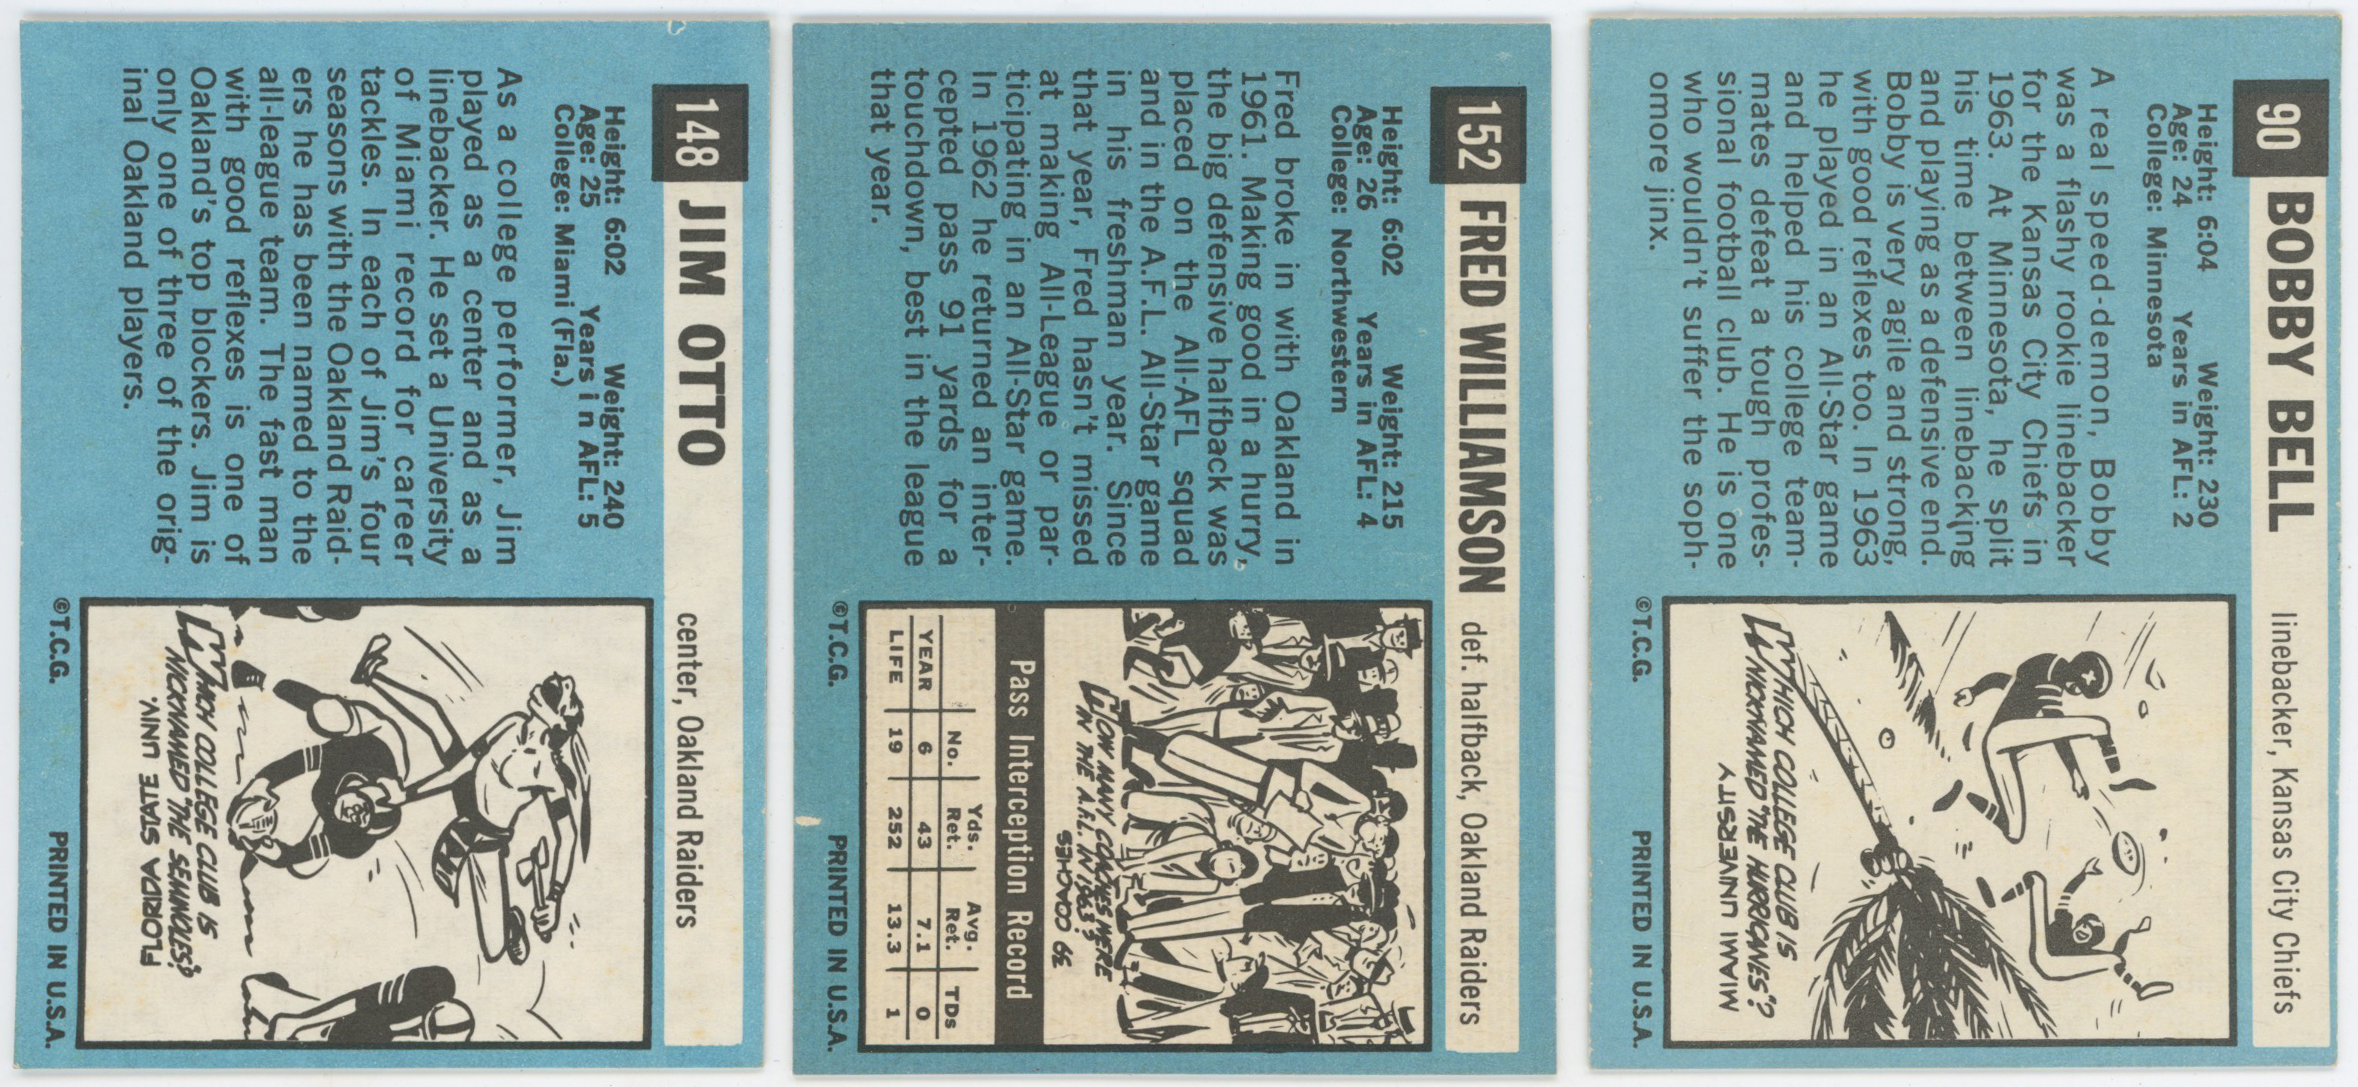 148 JIM OTTO center, Oakland Raiders
Height: 6:02 Weight: 240
Age: 25 Years i n AFL: 5
College: Miami (Fla.)
As a college performer, Jim
played as a center and as a
linebacker. He set a University
of Miami record for career
tackles. In each of Jim's four
seasons with the Oakland Raid-
ers he has been named to the
all-league team. The fast man
with good reflexes is one of
Oakland's top blockers. Jim is
only one of three of the orig-
inal Oakland players.
WHICH COLLEGE CLUB IS
NICKNAMED "THE SEMINOLES"?
FLORIDA STATE UNIV.
©T.C.G. PRINTED IN U.S.A.
152 FRED WILLIAMSON def. halfback, Oakland Raiders
Height: 6:02 Weight: 215
Age: 26 Years in AFL: 4
College: Northwestern
Fred broke in with Oakland in
1961. Making good in a hurry,
the big defensive halfback was
placed on the All-AFL squad
and in the A.F.L. All-Star game
in his freshman year. Since
that year, Fred hasn't missed
at making All-League or par-
ticipating in an All-Star game.
In 1962 he returned an inter-
cepted pass 91 yards for a
touchdown, best in the league
that year.
HOW MANY COACHES WERE
IN THE A.F.L. IN 1963?
62 COACHES
Pass Interception Record
No. Yds. Ret. Avg. Ret. TDs
YEAR 6 43 7.1 0
LIFE 19 252 13.3 1
©T.C.G. PRINTED IN U.S.A.
90 BOBBY BELL linebacker, Kansas City Chiefs
Height: 6:04 Weight: 230
Age: 24 Years in AFL: 2
College: Minnesota
A real speed-demon, Bobby
was a flashy rookie linebacker
for the Kansas City Chiefs in
1963. At Minnesota, he split
his time between linebacking
and playing as a defensive end.
Bobby is very agile and strong,
with good reflexes too. In 1963
he played in an All-Star game
and helped his college team-
mates defeat a tough profes-
sional football club. He is one
who wouldn't suffer the soph-
omore jinx.
WHICH COLLEGE CLUB IS
NICKNAMED "THE HURRICANES"?
MIAMI UNIVERSITY
©T.C.G. PRINTED IN U.S.A.